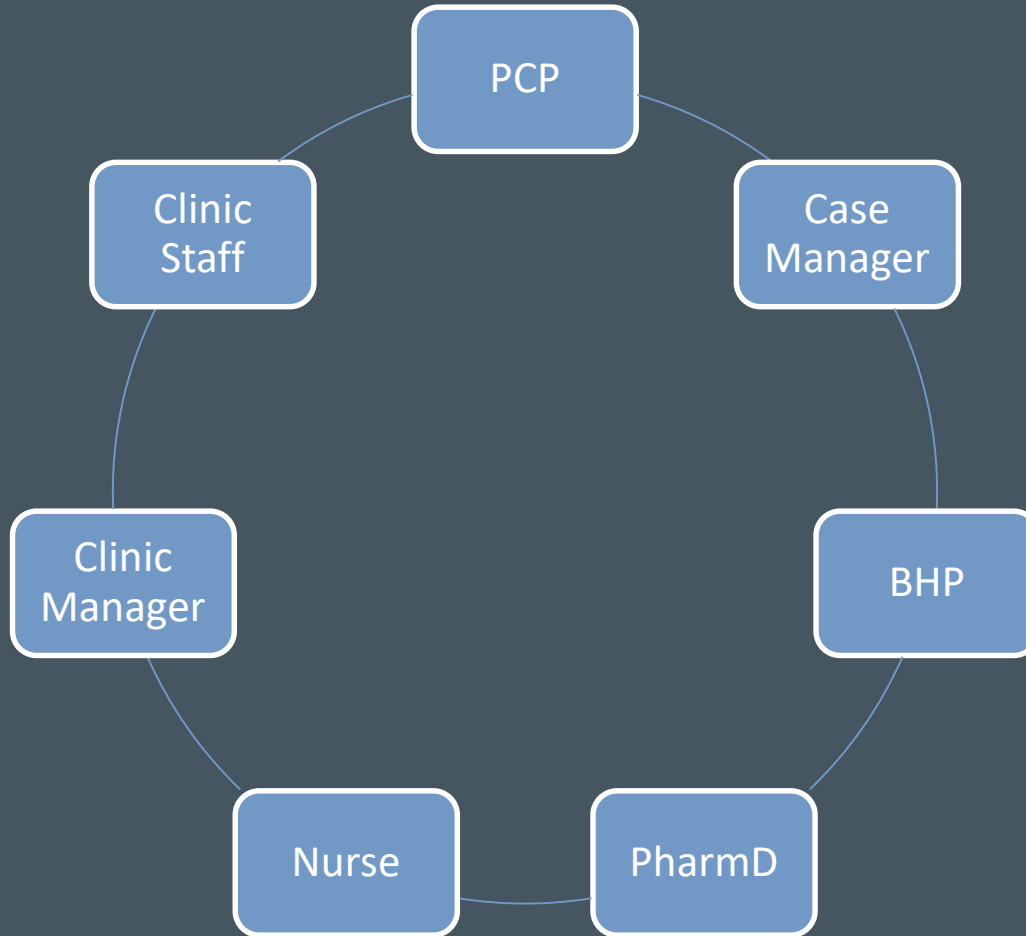 PCP
Case
Manager
BHP
PharmD
Nurse
Clinic
Manager
Clinic
Staff